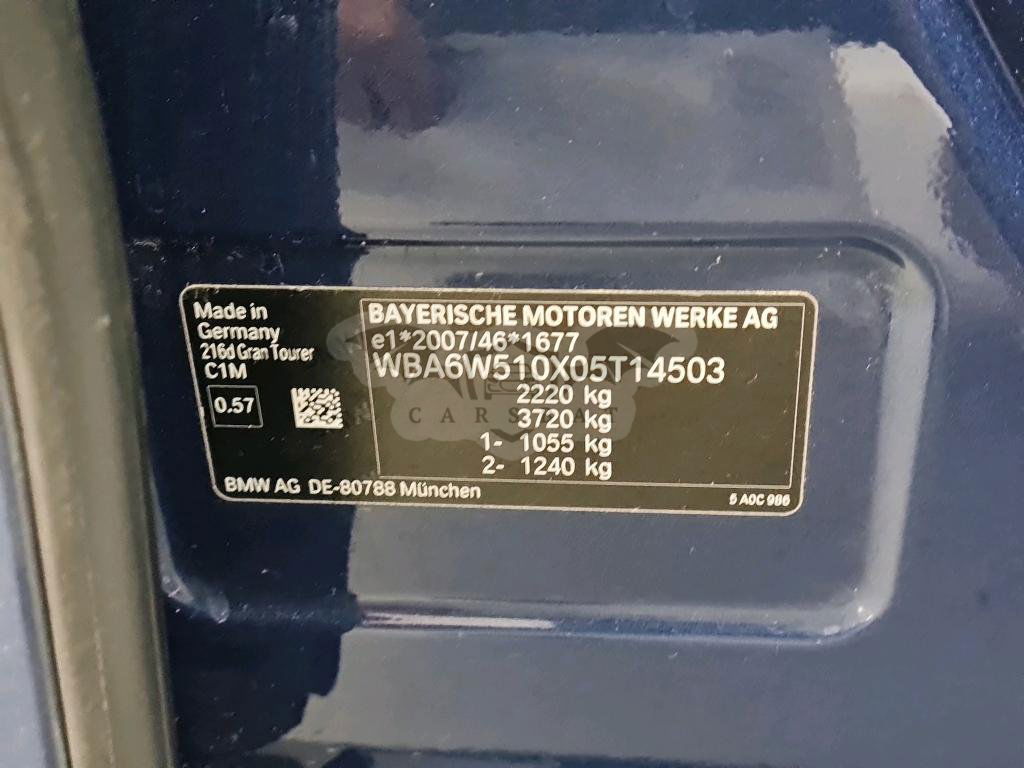 Made in
Germany
216d Gran Tourer
C1M
0.57
BAYERISCHE MOTOREN WERKE AG
e1*2007/46*1677
WBA6W510X05T14503
2220 kg
3720 kg
1- 1055 kg
2- 1240 kg
BMW AG DE-80788 München
5 A0C 986